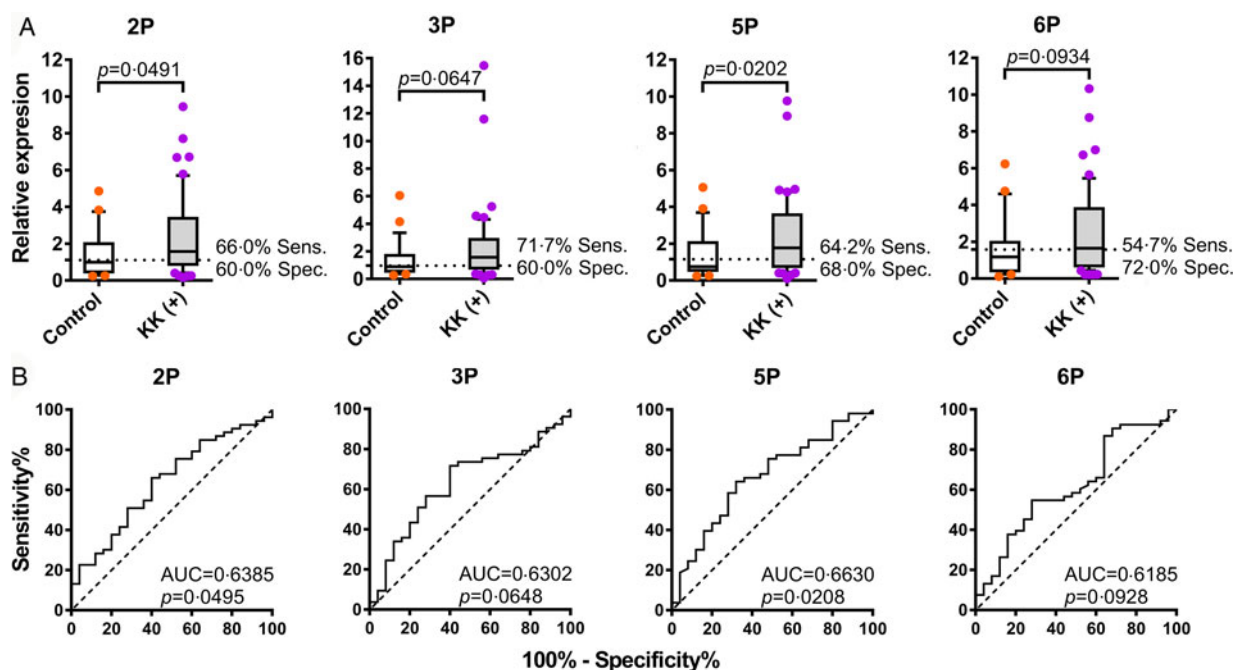 A
2P
3P
5P
6P
Relative expresion
12
10
8
6
4
2
0
p=0·0491
66·0% Sens.
60·0% Spec.
Control
KK (+)
16
14
12
10
8
6
4
2
0
p=0·0647
71·7% Sens.
60·0% Spec.
Control
KK (+)
12
10
8
6
4
2
0
p=0·0202
64·2% Sens.
68·0% Spec.
Control
KK (+)
12
10
8
6
4
2
0
p=0·0934
54·7% Sens.
72·0% Spec.
Control
KK (+)
B
2P
3P
5P
6P
Sensitivity%
100
80
60
40
20
0
AUC=0·6385
p=0·0495
0 20 40 60 80 100
100
80
60
40
20
0
AUC=0·6302
p=0·0648
0 20 40 60 80 100
100
80
60
40
20
0
AUC=0·6630
p=0·0208
0 20 40 60 80 100
100
80
60
40
20
0
AUC=0·6185
p=0·0928
0 20 40 60 80 100
100% - Specificity%